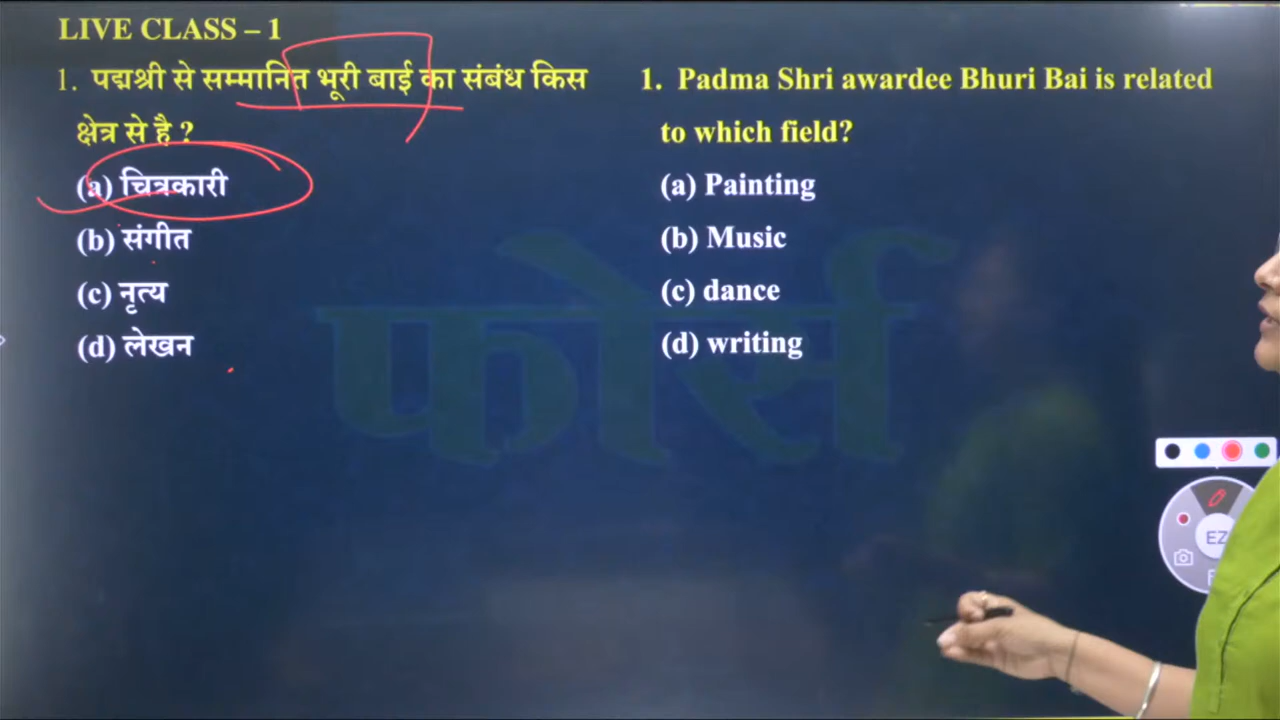 LIVE CLASS – 1
1. पद्मश्री से सम्मानित भूरी बाई का संबंध किस
क्षेत्र से है ?
(a) चित्रकारी
(b) संगीत
(c) नृत्य
(d) लेखन
1. Padma Shri awardee Bhuri Bai is related
to which field?
(a) Painting
(b) Music
(c) dance
(d) writing
फोर्स
EZ